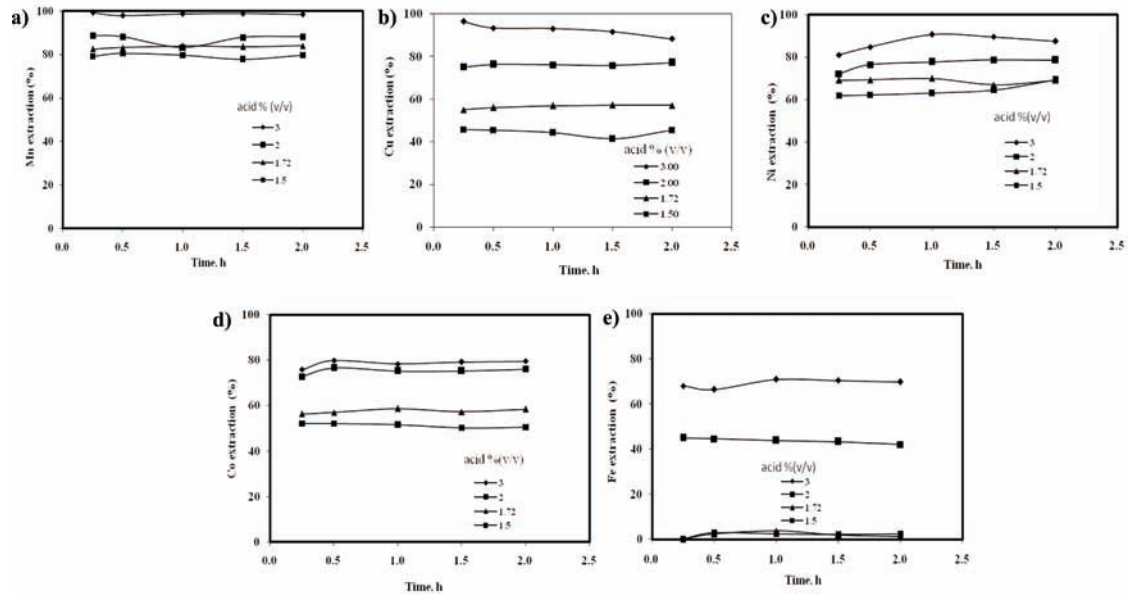 a)
100
80
60
40
20
0
Mn extraction (%)
acid % (v/v)
3
2
1.72
1.5
0.0 0.5 1.0 1.5 2.0 2.5
Time. h
b)
100
80
60
40
20
0
Cu extraction (%)
acid % (v/v)
3.00
2.00
1.72
1.50
0.0 0.5 1.0 1.5 2.0 2.5
Time. h
c)
100
80
60
40
20
0
Ni extraction (%)
acid %(v/v)
3
2
1.72
1.5
0.0 0.5 1.0 1.5 2.0 2.5
Time. h
d)
100
80
60
40
20
0
Co extraction (%)
acid %(v/v)
3
2
1.72
1.5
0.0 0.5 1.0 1.5 2.0 2.5
Time. h
e)
100
80
60
40
20
0
Fe extraction (%)
acid %(v/v)
3
2
1.72
1.5
0.0 0.5 1.0 1.5 2.0 2.5
Time. h